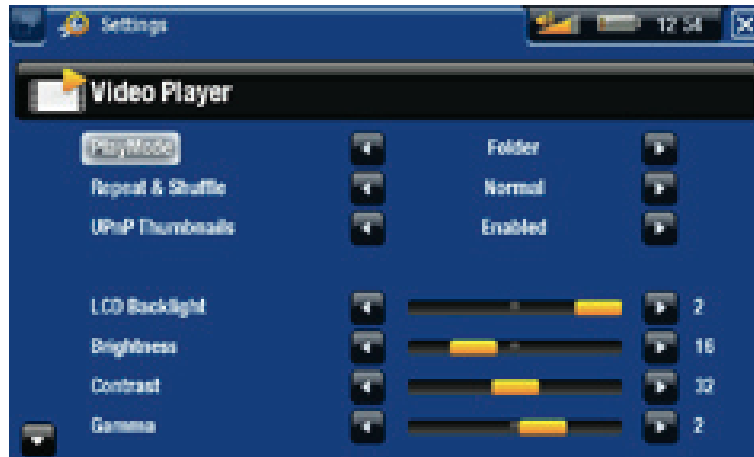 Settings 12:54
Video Player
PlayMode Folder
Repeat & Shuffle Normal
UPnP Thumbnails Enabled
LCD Backlight 2
Brightness 16
Contrast 32
Gamma 2